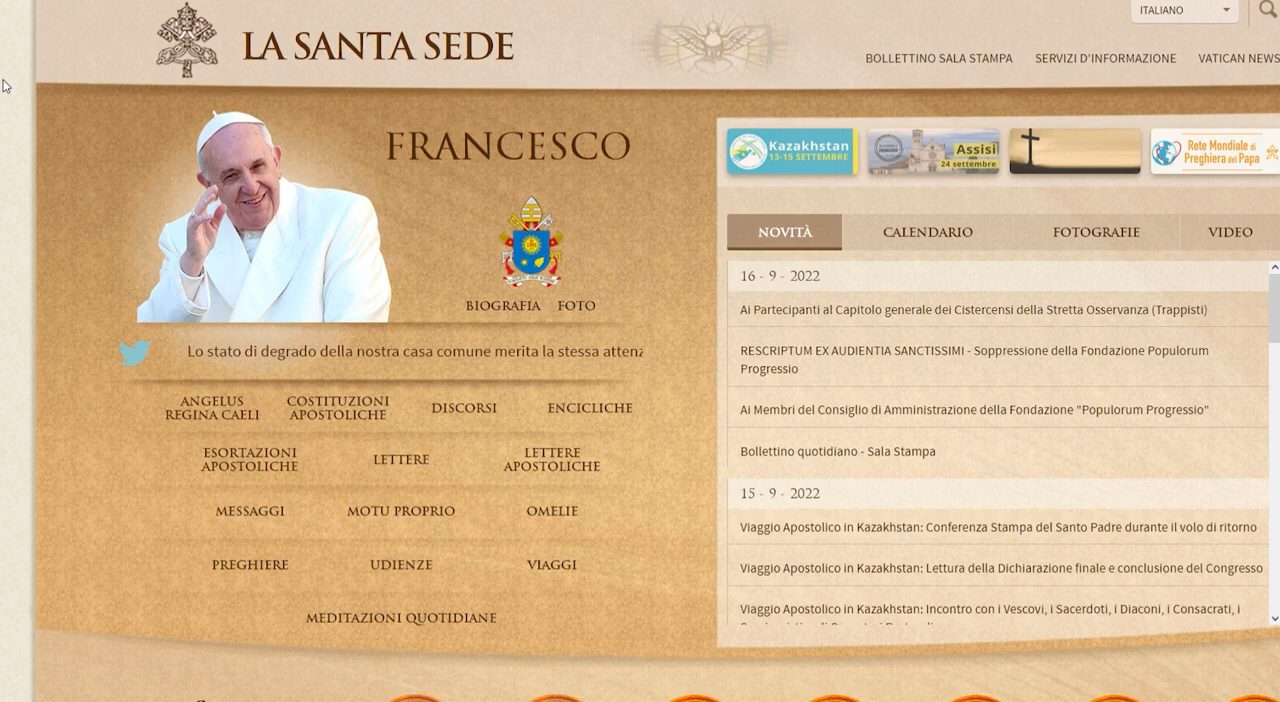 ITALIANO
LA SANTA SEDE
BOLLETTINO SALA STAMPA SERVIZI D'INFORMAZIONE VATICAN NEWS
FRANCESCO
BIOGRAFIA FOTO
Lo stato di degrado della nostra casa comune merita la stessa
ANGELUS
REGINA CAELI
COSTITUZIONI
APOSTOLICHE
DISCORSI
ENCICLICHE
ESORTAZIONI
APOSTOLICHE
LETTERE
LETTERE
APOSTOLICHE
MESSAGGI
MOTU PROPRIO
OMELIE
PREGHIERE
UDIENZE
VIAGGI
MEDITAZIONI QUOTIDIANE
Kazakhstan
13-15 SETTEMBRE
Assisi
24 settembre
Rete Mondiale di
Preghiera del Papa
NOVITÀ CALENDARIO FOTOGRAFIE VIDEO
16 - 9 - 2022
Ai Partecipanti al Capitolo generale dei Cistercensi della Stretta Osservanza (Trappisti)
RESCRIPTUM EX AUDIENTIA SANCTISSIMI - Soppressione della Fondazione Populorum
Progressio
Ai Membri del Consiglio di Amministrazione della Fondazione "Populorum Progressio"
Bollettino quotidiano - Sala Stampa
15 - 9 - 2022
Viaggio Apostolico in Kazakhstan: Conferenza Stampa del Santo Padre durante il volo di ritorno
Viaggio Apostolico in Kazakhstan: Lettura della Dichiarazione finale e conclusione del Congresso
Viaggio Apostolico in Kazakhstan: Incontro con i Vescovi, i Sacerdoti, i Diaconi, i Consacrati, i